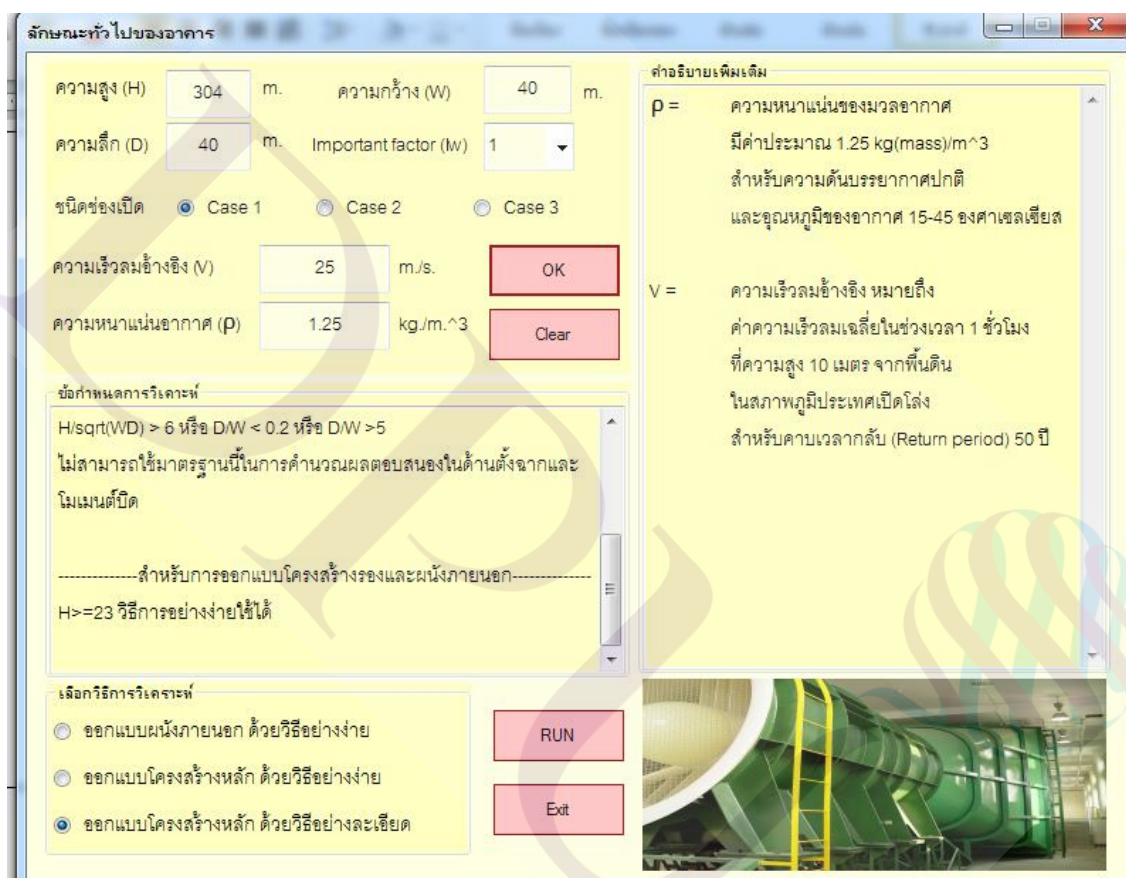 ลักษณะทั่วไปของอาคาร
ความสูง (H) 304 m. ความกว้าง (W) 40 m.
ความลึก (D) 40 m. Important factor (Iw) 1
ชนิดช่องเปิด Case 1 Case 2 Case 3
ความเร็วลมอ้างอิง (V) 25 m./s. OK
ความหนาแน่นอากาศ (ρ) 1.25 kg./m.^3 Clear
ข้อกำหนดการวิเคาะห์
H/sqrt(WD) > 6 หรือ D/W < 0.2 หรือ D/W >5
ไม่สามารถใช้มาตรฐานนี้ในการคำนวณผลตอบสนองในด้านตั้งฉากและ
โมเมนต์บิด
--------------สำหรับการออกแบบโครงสร้างรองและผนังภายนอก--------------
H>=23 วิธีการอย่างง่ายใช้ได้
เลือกวิธีการวิเคราะห์
ออกแบบผนังภายนอก ด้วยวิธีอย่างง่าย
ออกแบบโครงสร้างหลัก ด้วยวิธีอย่างง่าย
ออกแบบโครงสร้างหลัก ด้วยวิธีอย่างละเอียด
RUN
Exit
คำอธิบายเพิ่มเติม
ρ = ความหนาแน่นของมวลอากาศ
มีค่าประมาณ 1.25 kg(mass)/m^3
สำหรับความดันบรรยากาศปกติ
และอุณหภูมิของอากาศ 15-45 องศาเซลเซียส
V = ความเร็วลมอ้างอิง หมายถึง
ค่าความเร็วลมเฉลี่ยในช่วงเวลา 1 ชั่วโมง
ที่ความสูง 10 เมตร จากพื้นดิน
ในสภาพภูมิประเทศเปิดโล่ง
สำหรับคาบเวลากลับ (Return period) 50 ปี